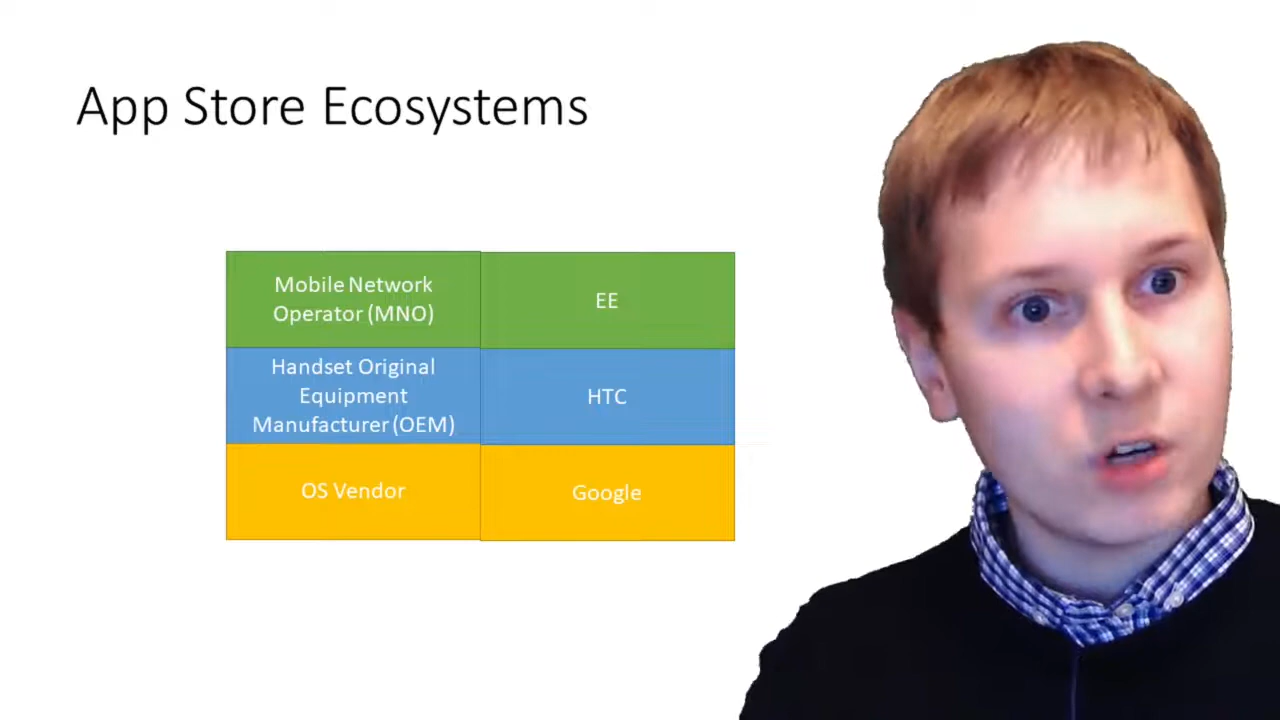 App Store Ecosystems
Mobile Network
Operator (MNO)
EE
Handset Original
Equipment
Manufacturer (OEM)
HTC
OS Vendor
Google